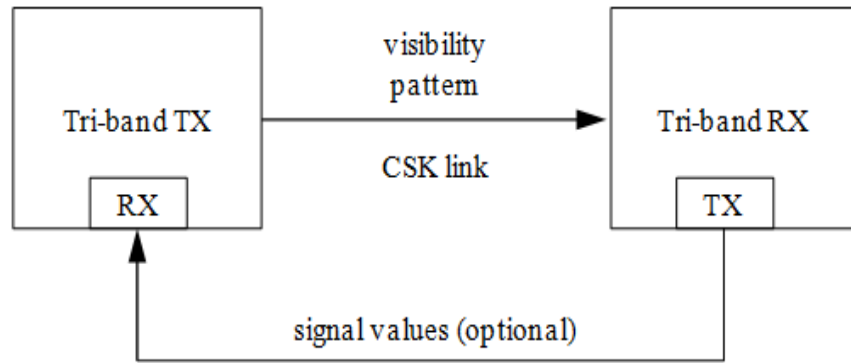 visibility
pattern
Tri-band TX
Tri-band RX
CSK link
RX
TX
signal values (optional)